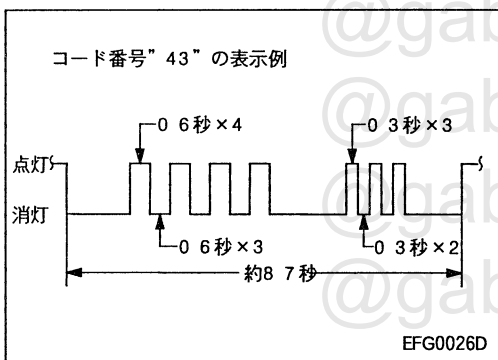 コード番号"43"の表示例
0 6秒×4
0 3秒×3
点灯
消灯
0 6秒×3
0 3秒×2
約8 7秒
EFG0026D
@gab
@gab
@gab
@gab